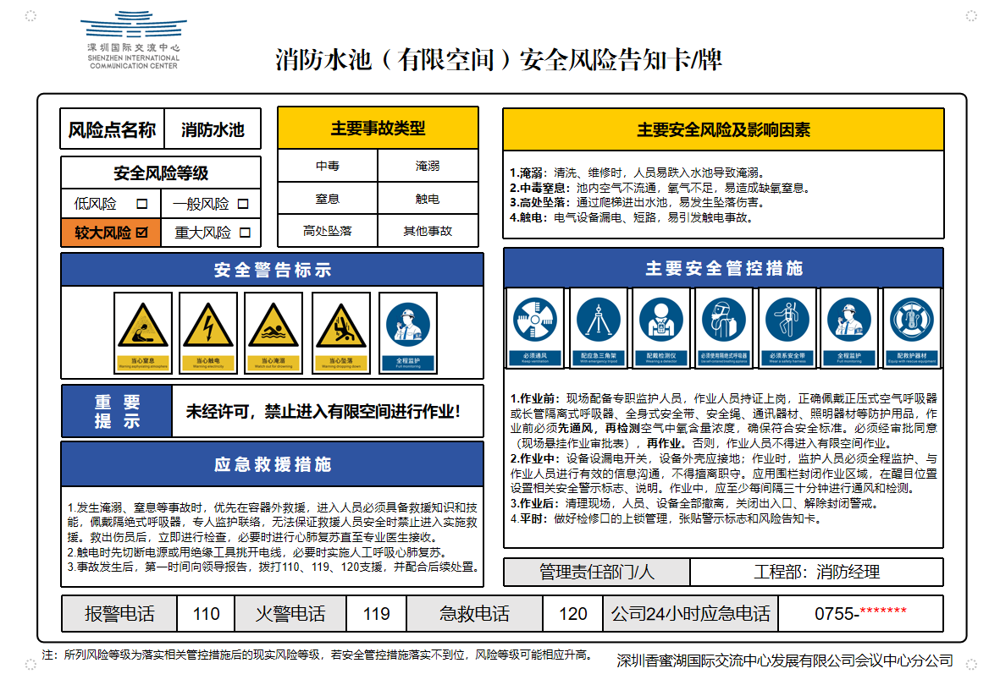 深圳国际交流中心
SHENZHEN INTERNATIONAL
COMMUNICATION CENTER
消防水池（有限空间）安全风险告知卡/牌
风险点名称 消防水池
安全风险等级
低风险 ☐ 一般风险 ☐
较大风险 ☑ 重大风险 ☐
主要事故类型
中毒 淹溺
窒息 触电
高处坠落 其他事故
主要安全风险及影响因素
1.淹溺：清洗、维修时，人员易跌入水池导致淹溺。
2.中毒窒息：池内空气不流通，氧气不足，易造成缺氧窒息。
3.高处坠落：通过爬梯进出水池，易发生坠落伤害。
4.触电：电气设备漏电、短路，易引发触电事故。
安全警告标示
当心窒息 当心触电 当心淹溺 当心坠落 全程监护
Warning electricity Watch out for drowning Warning dropping down Full monitoring
重要
提示
未经许可，禁止进入有限空间进行作业！
应急救援措施
1.发生淹溺、窒息等事故时，优先在容器外救援，进入人员必须具备救援知识和技
能，佩戴隔绝式呼吸器，专人监护联络，无法保证救援人员安全时禁止进入实施救
援。救出伤员后，立即进行检查，必要时进行心肺复苏直至专业医生接收。
2.触电时先切断电源或用绝缘工具挑开电线，必要时实施人工呼吸心肺复苏。
3.事故发生后，第一时间向领导报告，拨打110、119、120支援，并配合后续处置。
主要安全管控措施
必须通风 配应急三角架 配戴检测仪 必须使用隔绝式呼吸器 必须系安全带 全程监护 配救护器材
Keep ventilation With emergency tripod Wearing a detector Wear a safety harness Full monitoring Equip with rescue equipment
1.作业前：现场配备专职监护人员，作业人员持证上岗，正确佩戴正压式空气呼吸器
或长管隔离式呼吸器、全身式安全带、安全绳、通讯器材、照明器材等防护用品，作
业前必须先通风，再检测空气中氧含量浓度，确保符合安全标准。必须经审批同意
（现场悬挂作业审批表），再作业。否则，作业人员不得进入有限空间作业。
2.作业中：设备设漏电开关，设备外壳应接地；作业时，监护人员必须全程监护、与
作业人员进行有效的信息沟通，不得擅离职守。应用围栏封闭作业区域，在醒目位置
设置相关安全警示标志、说明。作业中，应至少每间隔三十分钟进行通风和检测。
3.作业后：清理现场，人员、设备全部撤离，关闭出入口、解除封闭警戒。
4.平时：做好检修口的上锁管理，张贴警示标志和风险告知卡。
管理责任部门/人 工程部：消防经理
报警电话 110 火警电话 119 急救电话 120 公司24小时应急电话 0755-*******
注：所列风险等级为落实相关管控措施后的现实风险等级，若安全管控措施落实不到位，风险等级可能相应升高。
深圳香蜜湖国际交流中心发展有限公司会议中心分公司